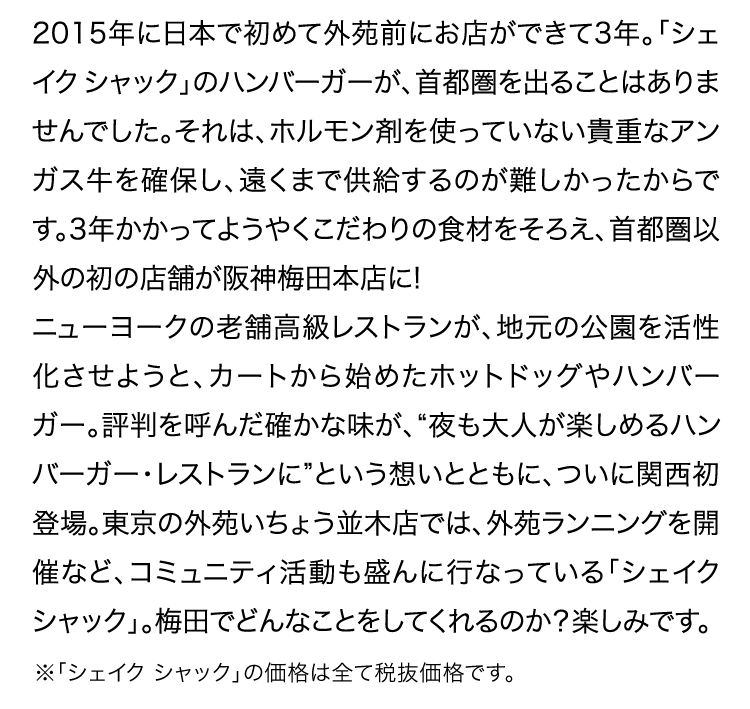 2015年に日本で初めて外苑前にお店ができて3年。「シェ
イク シャック」のハンバーガーが、首都圏を出ることはありま
せんでした。それは、ホルモン剤を使っていない貴重なアン
ガス牛を確保し、遠くまで供給するのが難しかったからで
す。3年かかってようやくこだわりの食材をそろえ、首都圏以
外の初の店舗が阪神梅田本店に!
ニューヨークの老舗高級レストランが、地元の公園を活性
化させようと、カートから始めたホットドッグやハンバー
ガー。評判を呼んだ確かな味が、“夜も大人が楽しめるハン
バーガー・レストランに”という想いとともに、ついに関西初
登場。東京の外苑いちょう並木店では、外苑ランニングを開
催など、コミュニティ活動も盛んに行なっている「シェイク
シャック」。梅田でどんなことをしてくれるのか？楽しみです。
※「シェイク シャック」の価格は全て税抜価格です。